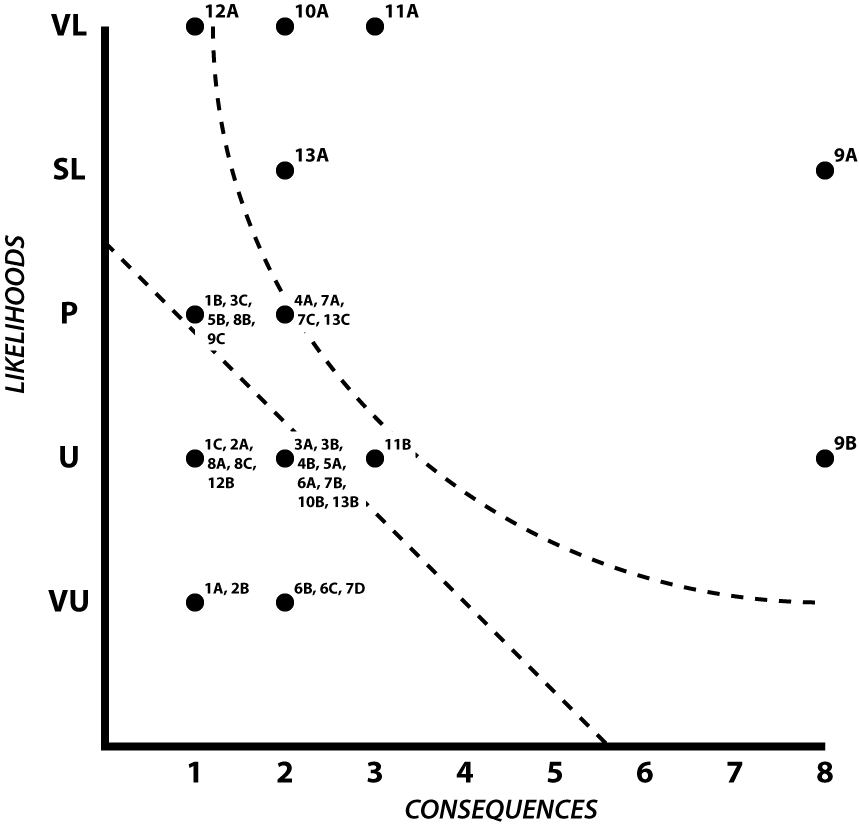 VL
12A
10A
11A
SL
13A
9A
LIKELIHOODS
P
1B, 3C,
5B, 8B,
9C
4A, 7A,
7C, 13C
U
1C, 2A,
8A, 8C,
12B
3A, 3B,
4B, 5A,
6A, 7B,
10B, 13B
11B
9B
VU
1A, 2B
6B, 6C, 7D
1 2 3 4 5 6 7 8
CONSEQUENCES